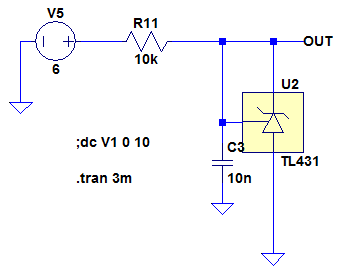 V5
R11
OUT
6
10k
U2
C3
;dc V1 0 10
TL431
.tran 3m
10n